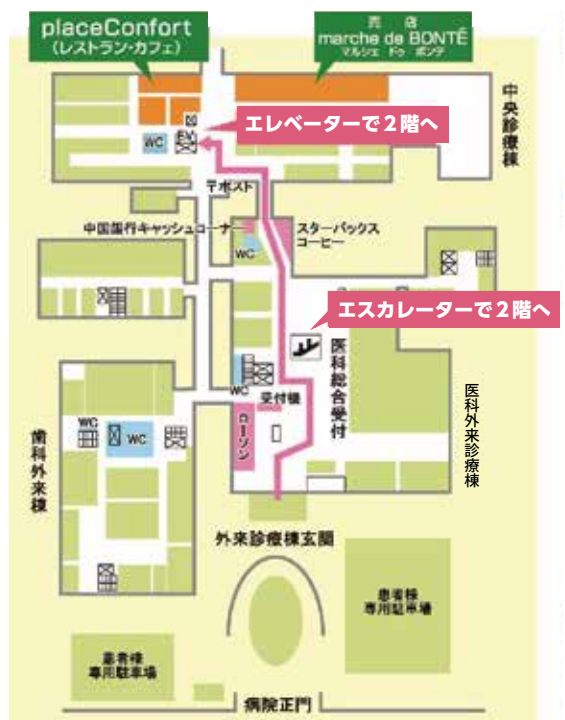 placeConfort
(レストラン・カフェ)
売 店
marche de BONTÉ
マルシェ ドゥ ボンテ
中央診療棟
エレベーターで2階へ
WC
EV
〒ポスト
中国銀行キャッシュコーナー
スターバックス
コーヒー
WC
エスカレーターで2階へ
医科総合受付
医科外来診療棟
WC
受付機
ローソン
歯科外来棟
WC
WC
外来診療棟玄関
患者様
専用駐車場
患者様
専用駐車場
病院正門